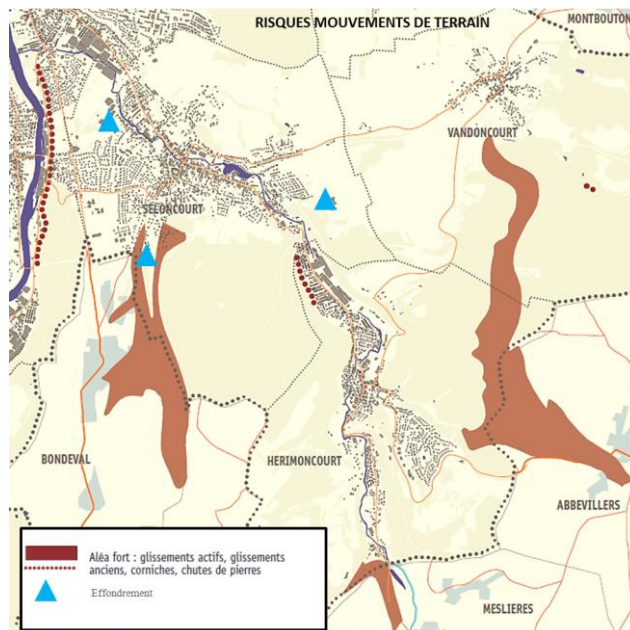 RISQUES MOUVEMENTS DE TERRAIN
MONTBOUTON
VANDONCOURT
SELONCOURT
BONDEVAL
HERIMONCOURT
ABBEVILLERS
MESLIERES
Aléa fort : glissements actifs, glissements
anciens, corniches, chutes de pierres
Effondrement